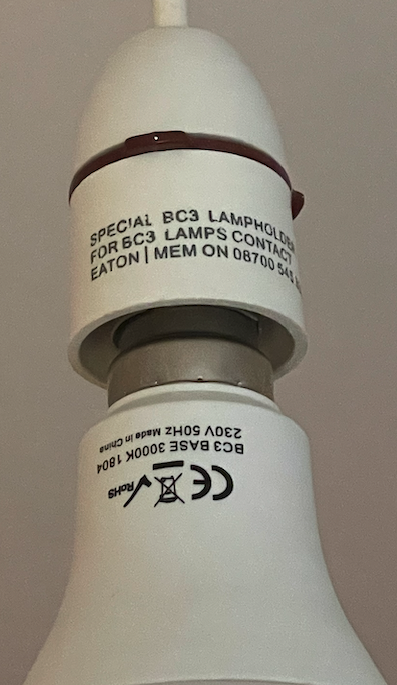 SPECIAL BC3 LAMPHOLDER
FOR BC3 LAMPS CONTACT
EATON | MEM ON 08700 545
BC3 BASE 3000K 1804
230V 50Hz Made in China
CE RoHS